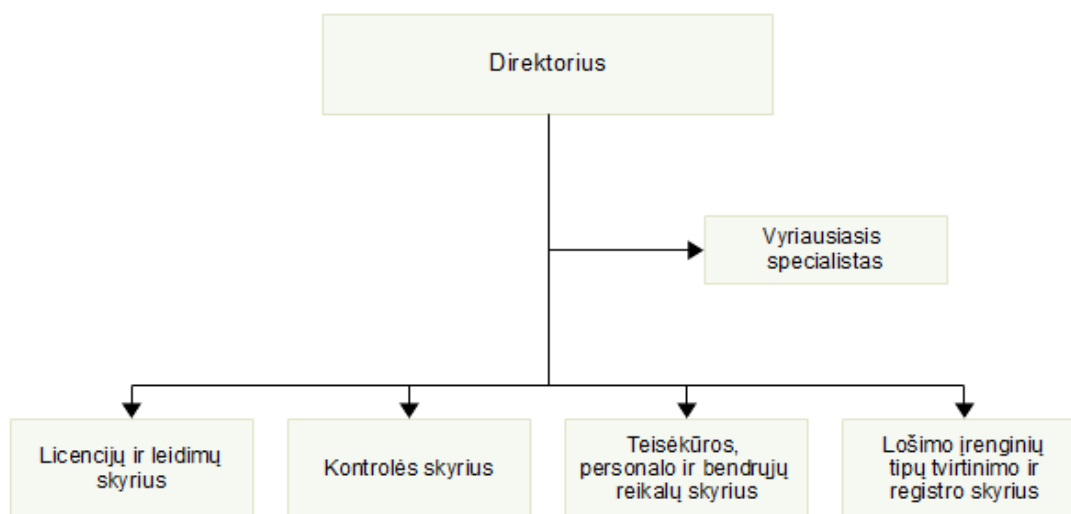 Direktorius
Vyriausiasis
specialistas
Licencijų ir leidimų
skyrius
Kontrolės skyrius
Teisėkūros,
personalo ir bendrųjų
reikalų skyrius
Lošimo įrenginių
tipų tvirtinimo ir
registro skyrius